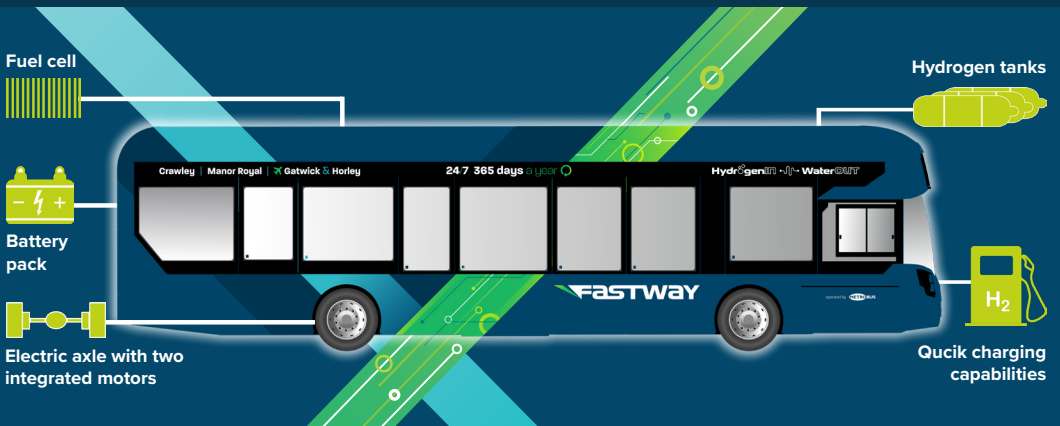 Fuel cell
Hydrogen tanks
Crawley | Manor Royal | Gatwick & Horley
24 7 365 days a year
HydrogenIN WaterOUT
Battery
pack
FASTWAY
operated by METROBUS
H2
Electric axle with two
integrated motors
Qucik charging
capabilities